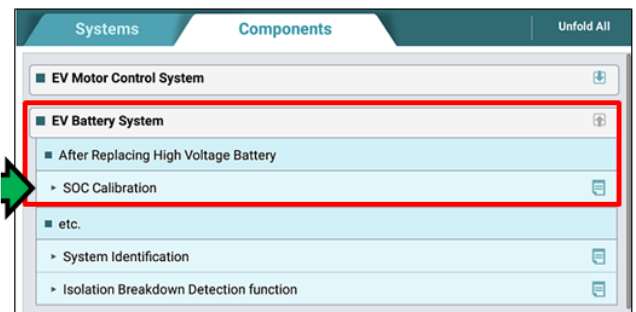 Systems
Components
Unfold All
EV Motor Control System
EV Battery System
After Replacing High Voltage Battery
SOC Calibration
etc.
System Identification
Isolation Breakdown Detection function